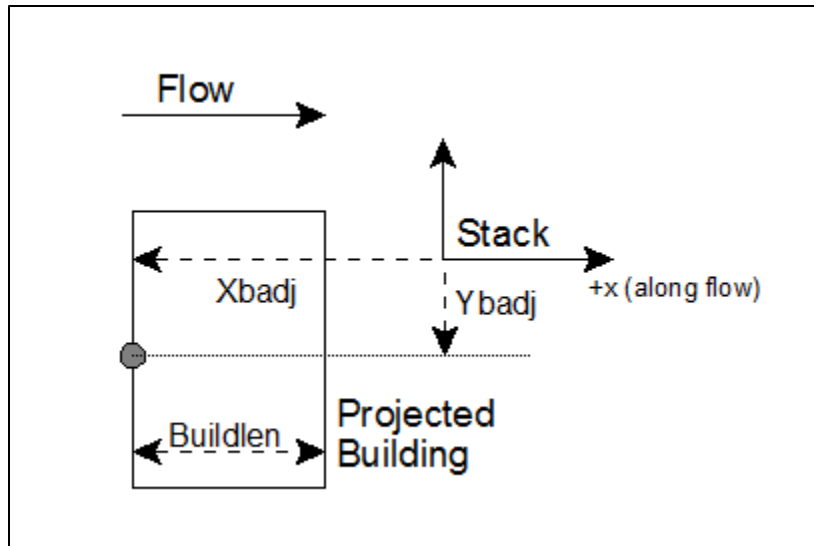 Flow
Stack
Xbadj
Ybadj
+x (along flow)
Buildlen
Projected
Building